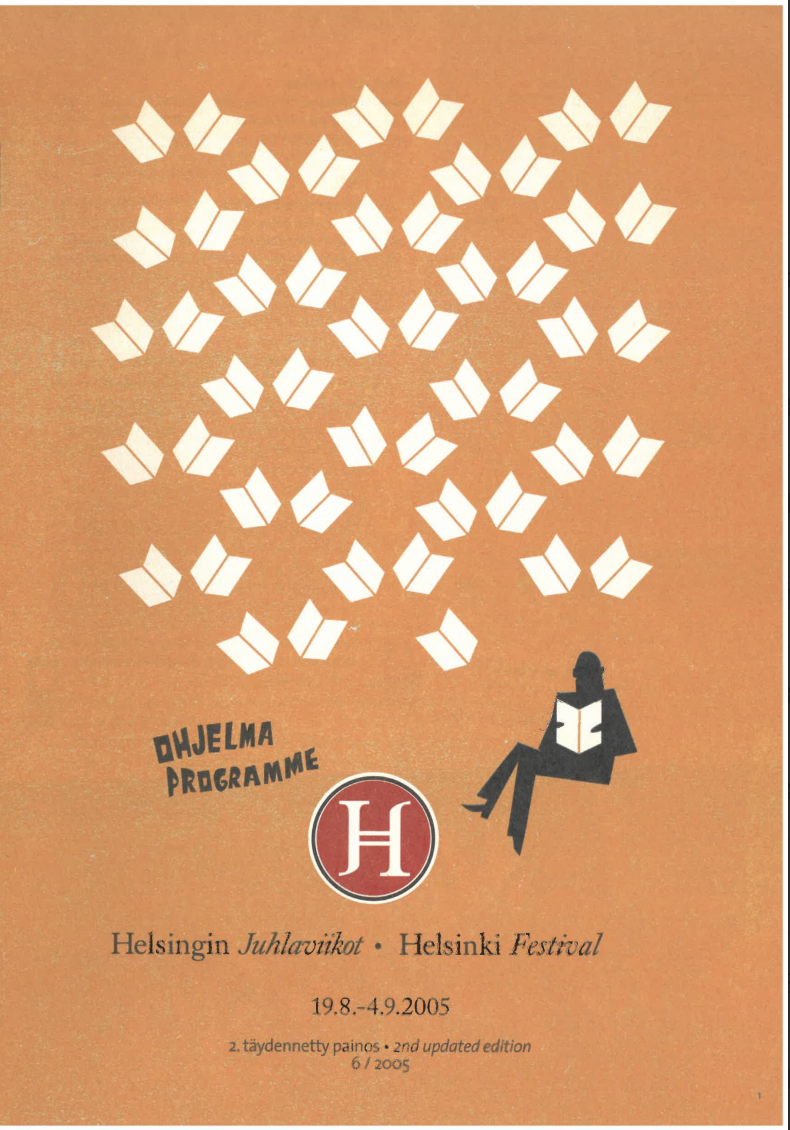 OHJELMA
PROGRAMME
H
Helsingin Juhlaviikot • Helsinki Festival
19.8.–4.9.2005
2. täydennetty painos • 2nd updated edition
6 / 2005
1